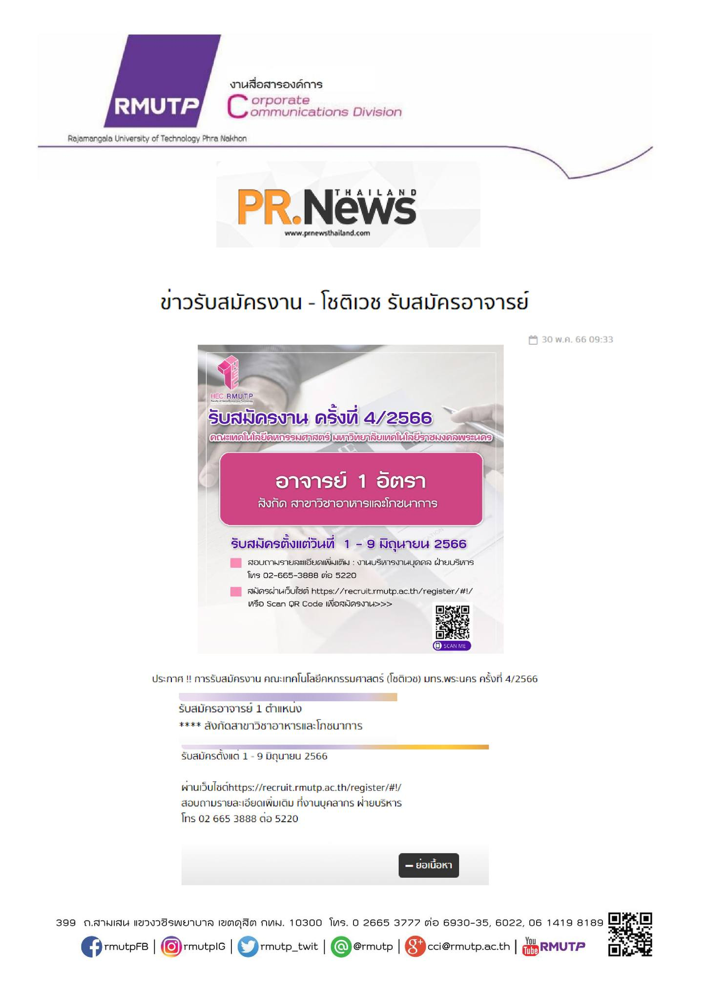 RMUTP
งานสื่อสารองค์การ
Corporate
Communications Division
Rajamangala University of Technology Phra Nakhon
PR.News
THAILAND
www.prnewsthailand.com
ข่าวรับสมัครงาน - โชติเวช รับสมัครอาจารย์
30 พ.ค. 66 09:33
HEC
HEC. RMUTP
Faculty of Home Economics Technology
รับสมัครงาน ครั้งที่ 4/2566
คณะเทคโนโลยีคหกรรมศาสตร์ มหาวิทยาลัยเทคโนโลยีราชมงคลพระนคร
อาจารย์ 1 อัตรา
สังกัด สาขาวิชาอาหารและโภชนาการ
รับสมัครตั้งแต่วันที่ 1 - 9 มิถุนายน 2566
สอบถามรายละแอียดเพิ่มเติม : งานบริหารงานบุคคล ฝ่ายบริหาร
โทร 02-665-3888 ต่อ 5220
สมัครผ่านเว็บไซต์ https://recruit.rmutp.ac.th/register/#!/
หรือ Scan QR Code เพื่อสมัครงาน>>>
SCAN ME
ประกาศ !! การรับสมัครงาน คณะเทคโนโลยีคหกรรมศาสตร์ (โชติเวช) มทร.พระนคร ครั้งที่ 4/2566
รับสมัครอาจารย์ 1 ตำแหน่ง
**** สังกัดสาขาวิชาอาหารและโภชนาการ
รับสมัครตั้งแต่ 1 - 9 มิถุนายน 2566
ผ่านเว็บไซต์https://recruit.rmutp.ac.th/register/#!/
สอบถามรายละเอียดเพิ่มเติม ที่งานบุคลากร ฝ่ายบริหาร
โทร 02 665 3888 ต่อ 5220
ย่อเนื้อหา
399 ถ.สามเสน แขวงวชิรพยาบาล เขตดุสิต กทม. 10300 โทร. 0 2665 3777 ต่อ 6930-35, 6022, 06 1419 8189
rmutpFB | rmutpIG | rmutp_twit | @rmutp | cci@rmutp.ac.th | You Tube RMUTP